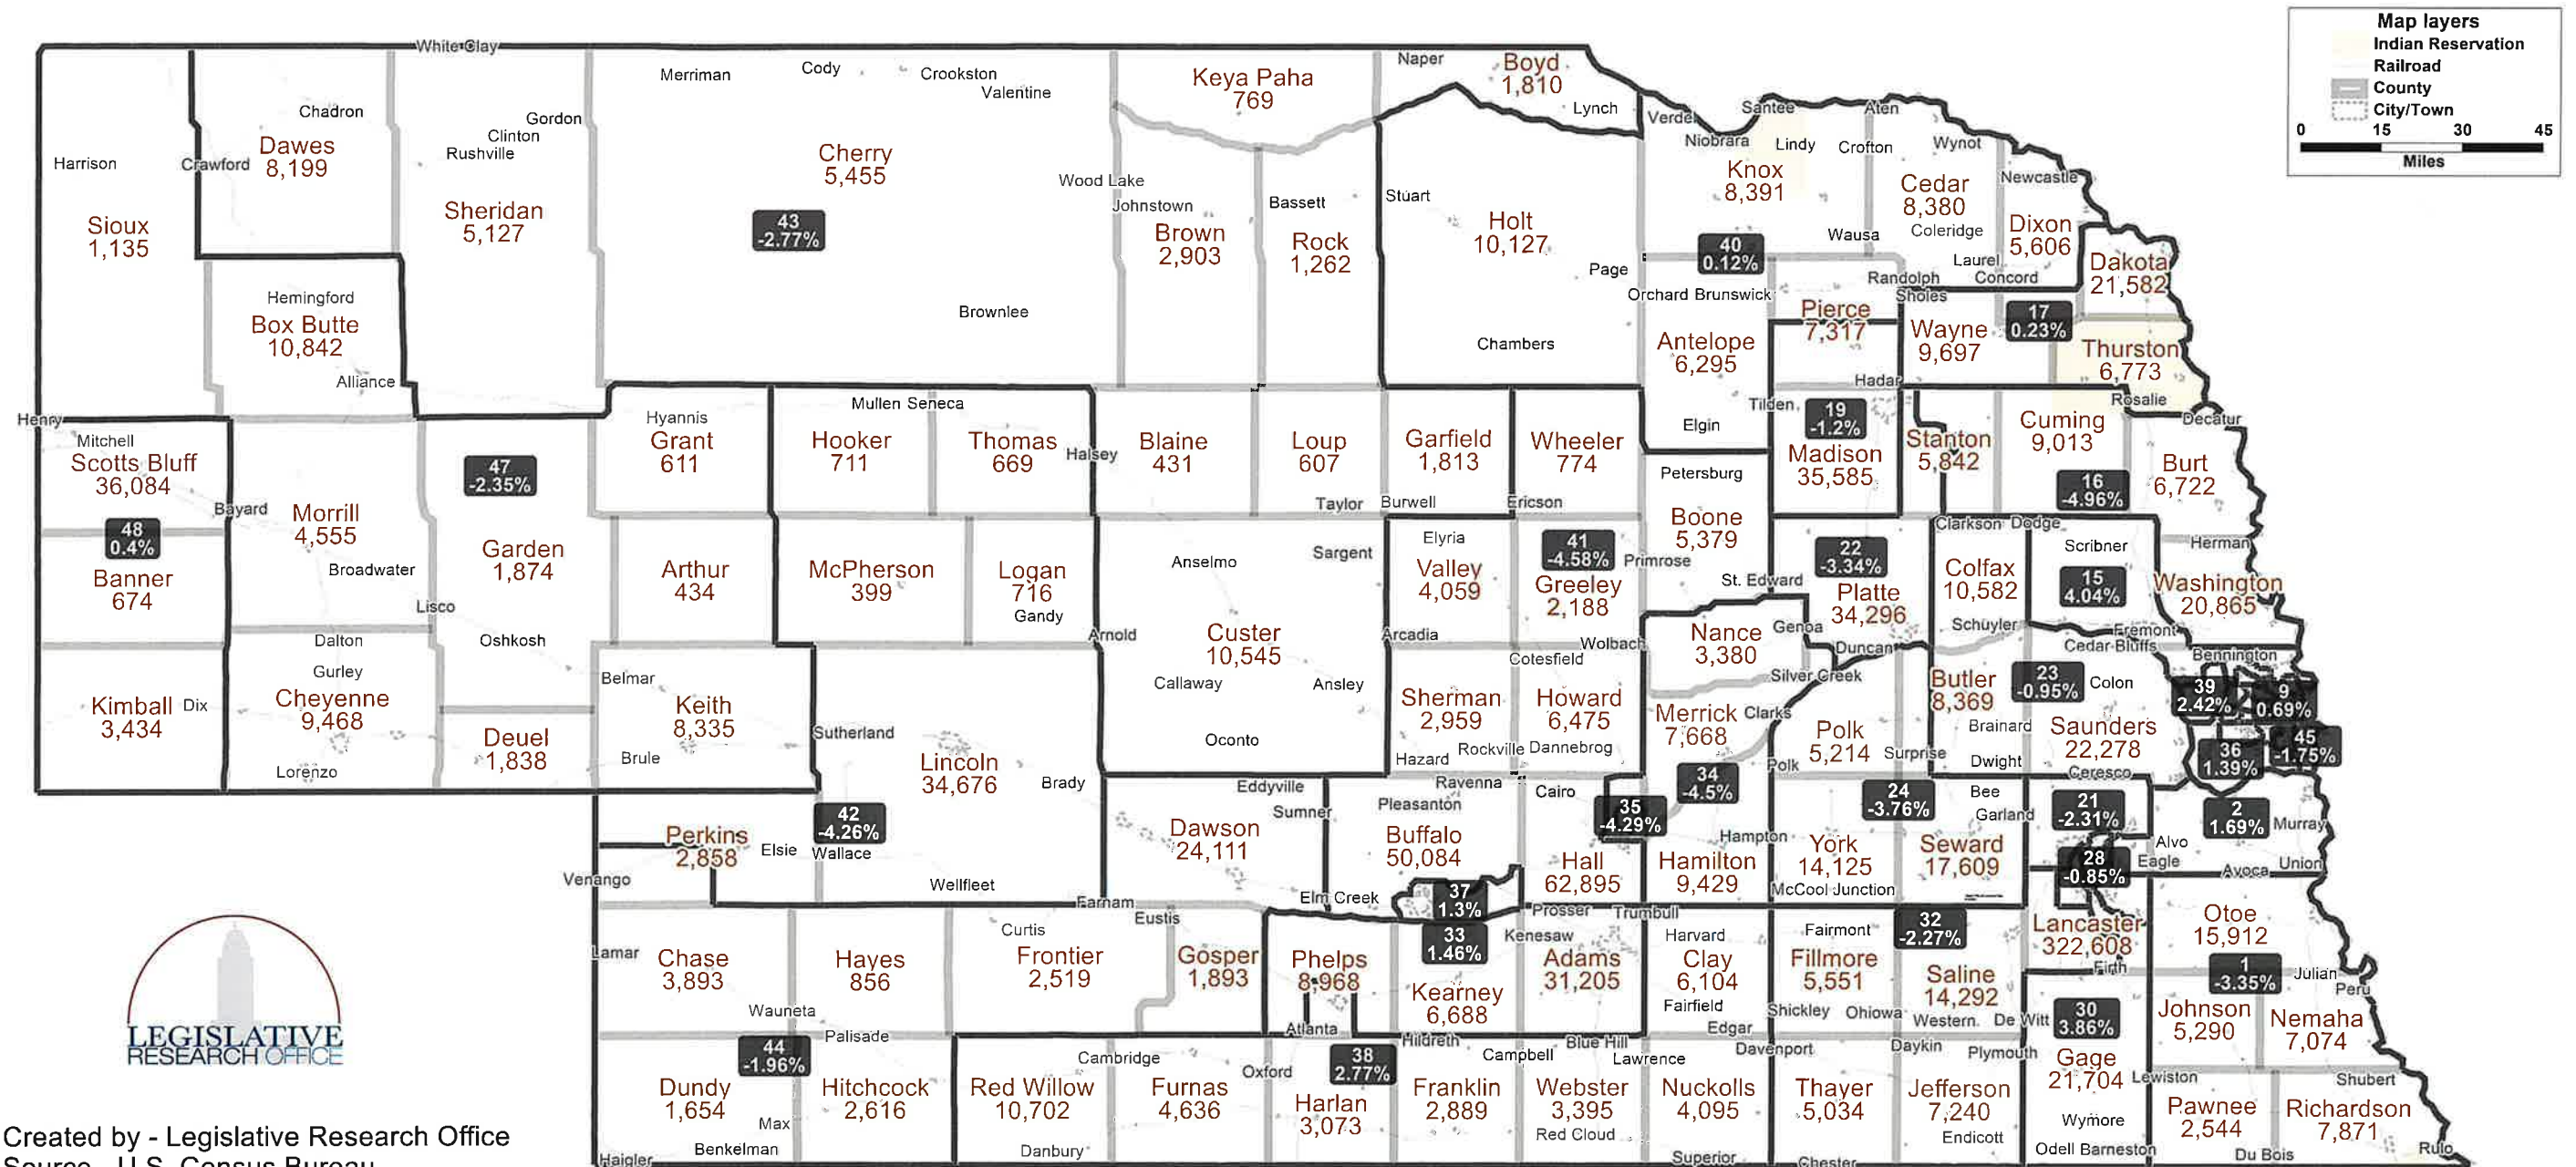 Map layers
Indian Reservation
Railroad
County
City/Town
0 15 30 45
Miles
White Clay
Merriman
Cody
Crookston
Valentine
Keya Paha
769
Naper
Boyd
1,810
Lynch
Verdel
Niobrara
Santee
Lindy
Aten
Crofton
Wynot
Newcastle
Chadron
Gordon
Clinton
Rushville
Harrison
Crawford
Dawes
8,199
Sioux
1,135
Sheridan
5,127
Cherry
5,455
43
-2.77%
Wood Lake
Johnstown
Brown
2,903
Bassett
Rock
1,262
Stuart
Holt
10,127
Page
Chambers
Knox
8,391
Wausa
40
0.12%
Cedar
8,380
Coleridge
Laurel
Concord
Randolph
Sholes
Dixon
5,606
Dakota
21,582
Hemingford
Box Butte
10,842
Alliance
Brownlee
Orchard Brunswick
Antelope
6,295
Elgin
Pierce
7,317
Hadar
Wayne
9,697
17
0.23%
Thurston
6,773
Rosalie
Decatur
Henry
Mitchell
Scotts Bluff
36,084
48
0.4%
Banner
674
Kimball
3,434
Dix
Bayard
Morrill
4,555
Broadwater
Lisco
47
-2.35%
Garden
1,874
Oshkosh
Dalton
Gurley
Cheyenne
9,468
Lorenzo
Deuel
1,838
Hyannis
Grant
611
Mullen Seneca
Hooker
711
Thomas
669
Halsey
Blaine
431
Loup
607
Taylor
Garfield
1,813
Burwell
Wheeler
774
Ericson
Arthur
434
McPherson
399
Logan
716
Gandy
Arnold
Anselmo
Sargent
Custer
10,545
Callaway
Ansley
Oconto
Elyria
Valley
4,059
Arcadia
41
-4.58%
Greeley
2,188
Primrose
Wolbach
Cotesfield
Sherman
2,959
Hazard
Howard
6,475
Rockville Dannebrog
Petersburg
Boone
5,379
St. Edward
Tilden
19
-1.2%
Madison
35,585
Stanton
5,842
Cuming
9,013
16
-4.96%
Burt
6,722
Clarkson Dodge
Scribner
15
4.04%
Herman
Washington
20,865
Fremont
Cedar Bluffs
Bennington
22
-3.34%
Platte
34,296
Colfax
10,582
Schuyler
Nance
3,380
Genoa
Duncan
Silver Creek
Merrick
7,668
Clarks
Polk
5,214
Surprise
Polk
Butler
8,369
23
-0.95%
Colon
Brainard
Dwight
Saunders
22,278
Ceresco
39
2.42%
9
0.69%
36
1.39%
45
-1.75%
Belmar
Keith
8,335
Brule
Sutherland
Lincoln
34,676
Brady
42
-4.26%
Perkins
2,858
Elsie
Wallace
Wellfleet
Venango
Eddyville
Sumner
Dawson
24,111
Ravenna
Pleasanton
Buffalo
50,084
Elm Creek
37
1.3%
Cairo
35
-4.29%
34
-4.5%
Hall
62,895
Hampton
Hamilton
9,429
York
14,125
McCool Junction
24
-3.76%
Bee
Garland
Seward
17,609
21
-2.31%
28
-0.85%
Alvo
Eagle
2
1.69%
Murray
Avoca
Union
Farnam
Eustis
Lamar
Chase
3,893
Wauneta
Hayes
856
Palisade
Curtis
Frontier
2,519
Gosper
1,893
Phelps
8,968
Atlanta
33
1.46%
Kearney
6,688
Hildreth
Prosser
Kenesaw
Adams
31,205
Blue Hill
Trumbull
Harvard
Clay
6,104
Fairfield
Edgar
Fairmont
Fillmore
5,551
Shickley
Ohiowa
32
-2.27%
Saline
14,292
Western
De Witt
Lancaster
322,608
Firth
Otoe
15,912
1
-3.35%
Julian
Peru
Johnson
5,290
Nemaha
7,074
44
-1.96%
Dundy
1,654
Max
Benkelman
Haigler
Hitchcock
2,616
Red Willow
10,702
Danbury
Cambridge
Furnas
4,636
Oxford
38
2.77%
Harlan
3,073
Franklin
2,889
Campbell
Webster
3,395
Red Cloud
Lawrence
Nuckolls
4,095
Superior
Davenport
Thayer
5,034
Chester
Daykin
Plymouth
Jefferson
7,240
Endicott
30
3.86%
Gage
21,704
Wymore
Odell Barneston
Lewiston
Pawnee
2,544
Du Bois
Shubert
Richardson
7,871
Rulo
LEGISLATIVE
RESEARCH OFFICE
Created by - Legislative Research Office
Source - U.S. Census Bureau